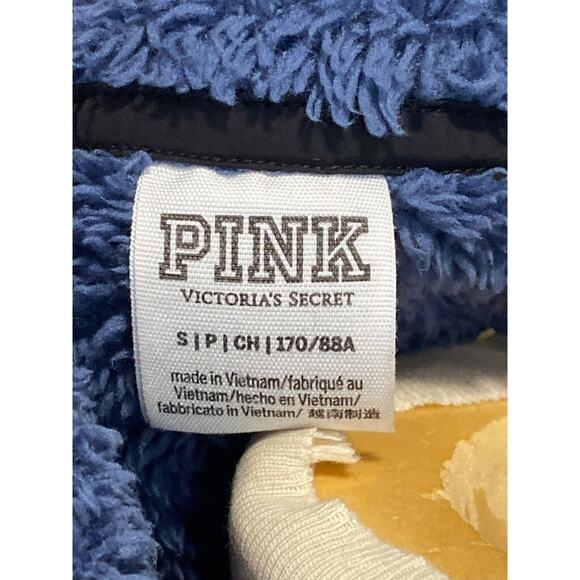 PINK
VICTORIA'S SECRET
S | P | CH | 170/88A
made in Vietnam/fabriqué au
Vietnam/hecho en Vietnam/
fabbricato in Vietnam/ 越南制造